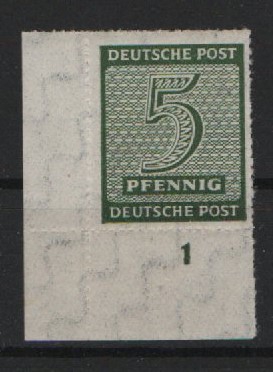 DEUTSCHE POST
5
PFENNIG
DEUTSCHE POST
1